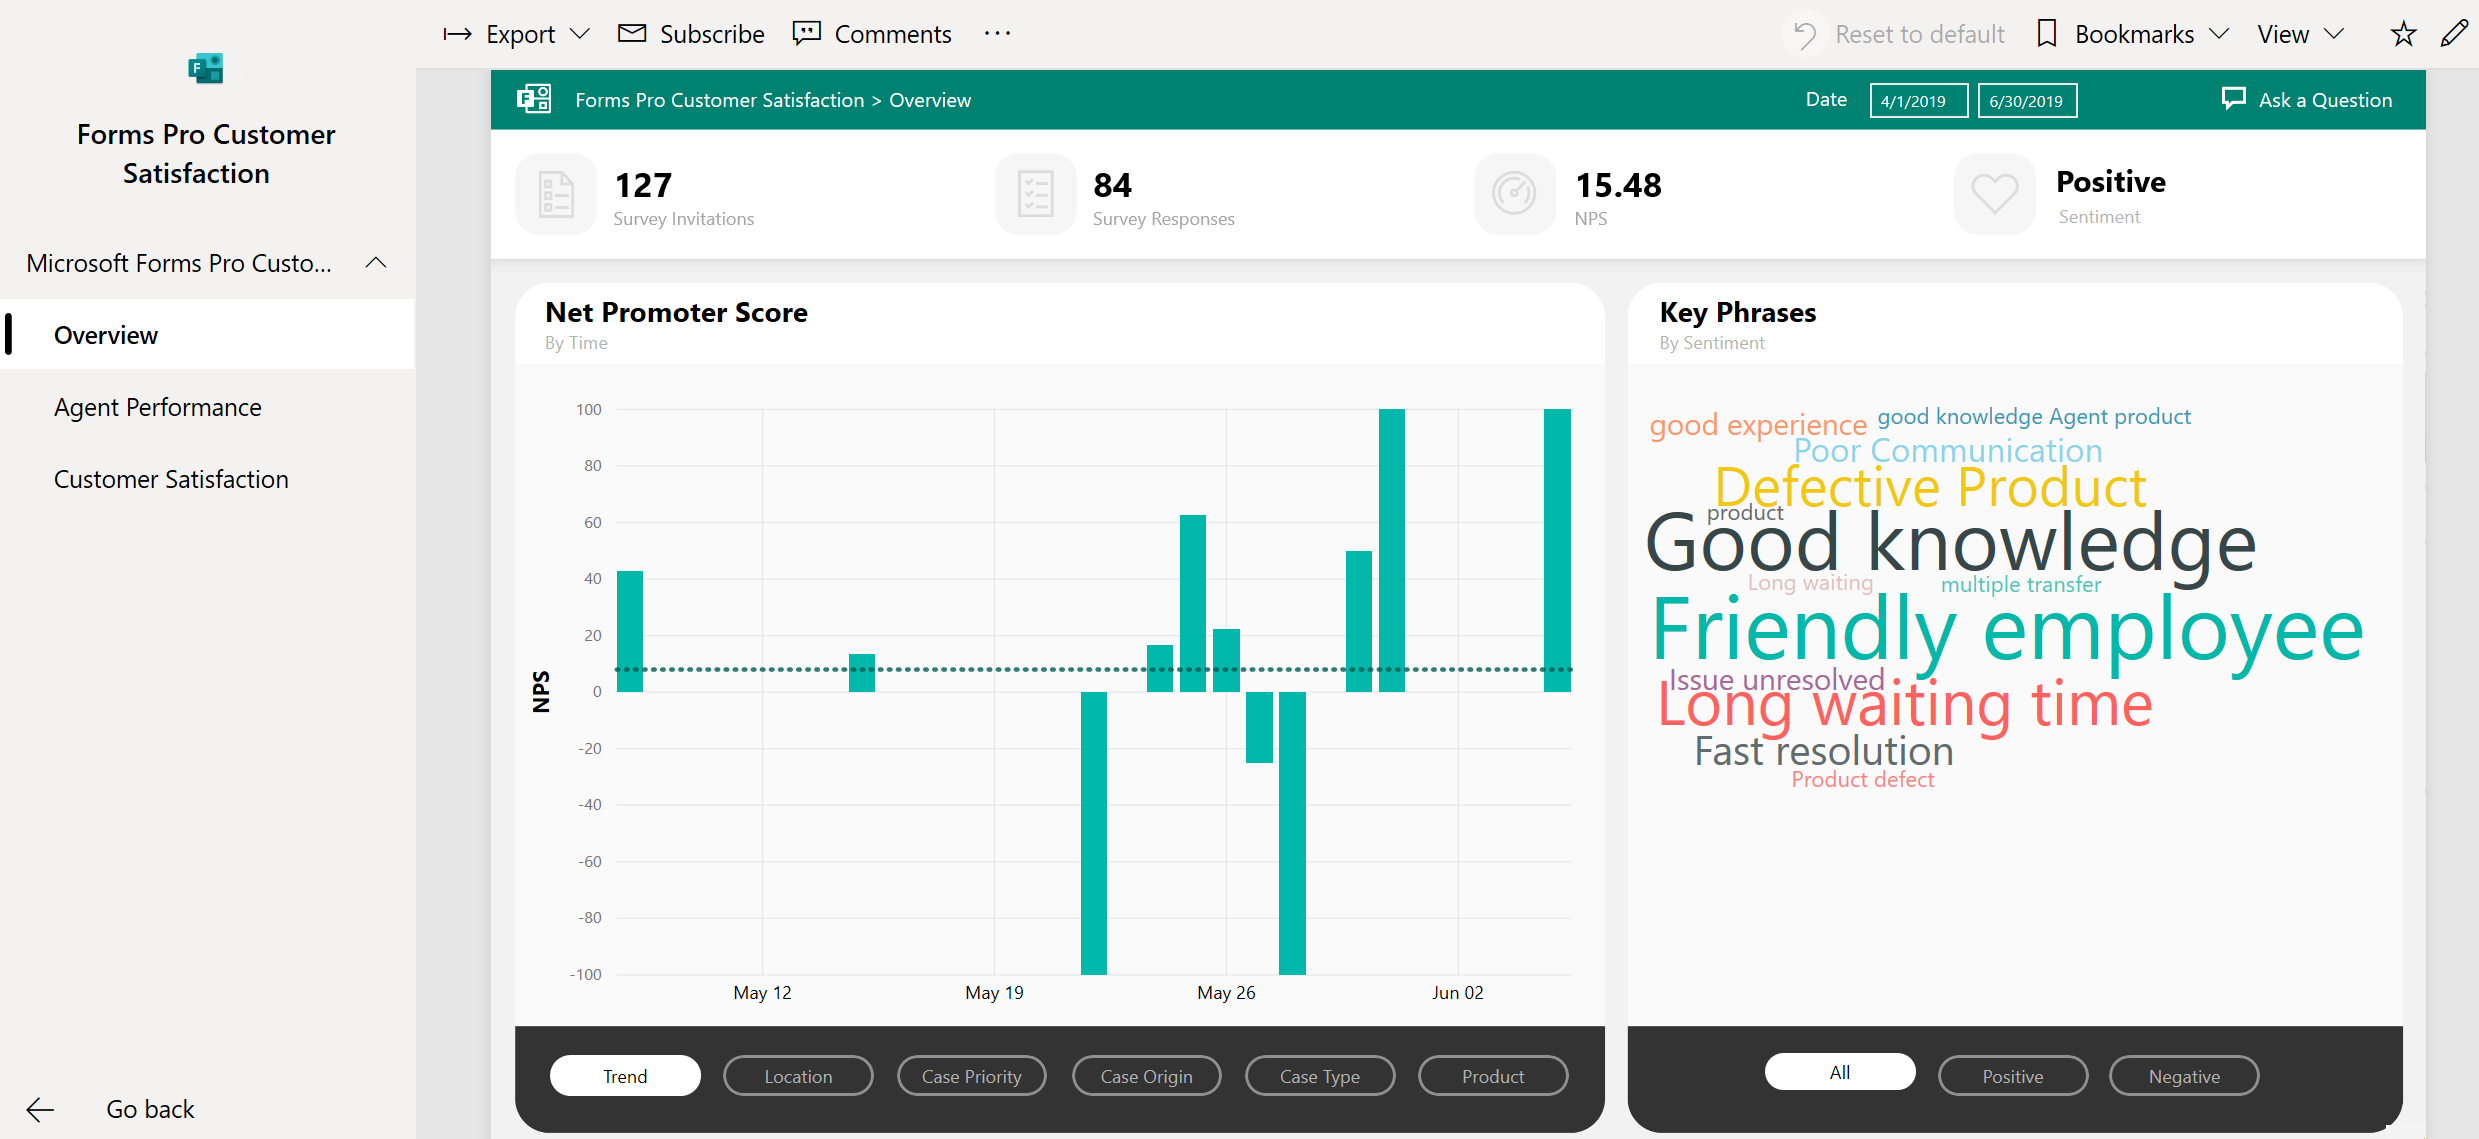 Export
Subscribe
Comments
Reset to default
Bookmarks
View
Forms Pro Customer
Satisfaction
Microsoft Forms Pro Custo...
Overview
Agent Performance
Customer Satisfaction
Go back
Forms Pro Customer Satisfaction > Overview
Date
4/1/2019
6/30/2019
Ask a Question
127
Survey Invitations
84
Survey Responses
15.48
NPS
Positive
Sentiment
Net Promoter Score
By Time
100
80
60
40
20
0
-20
-40
-60
-80
-100
NPS
May 12
May 19
May 26
Jun 02
Trend
Location
Case Priority
Case Origin
Case Type
Product
Key Phrases
By Sentiment
good experience
good knowledge Agent product
Poor Communication
Defective Product
product
Good knowledge
Long waiting
multiple transfer
Friendly employee
Issue unresolved
Long waiting time
Fast resolution
Product defect
All
Positive
Negative